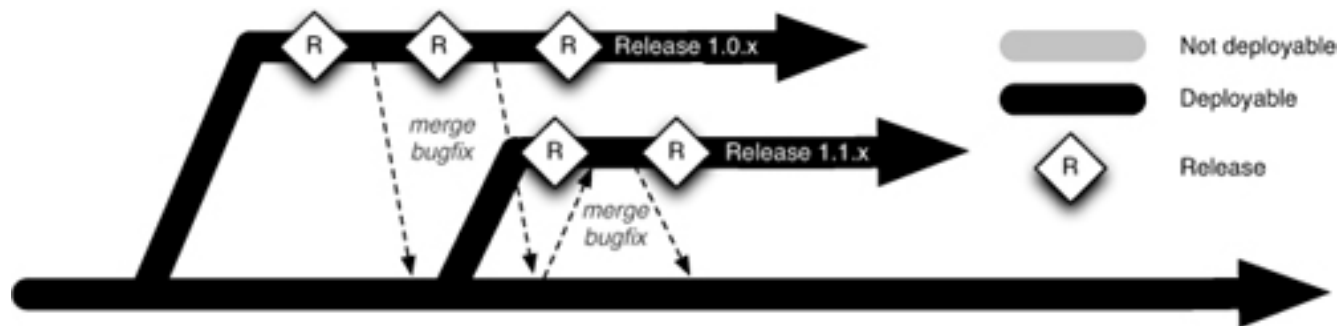 R R R Release 1.0.x
Not deployable
Deployable
merge
bugfix
R R Release 1.1.x
R Release
merge
bugfix